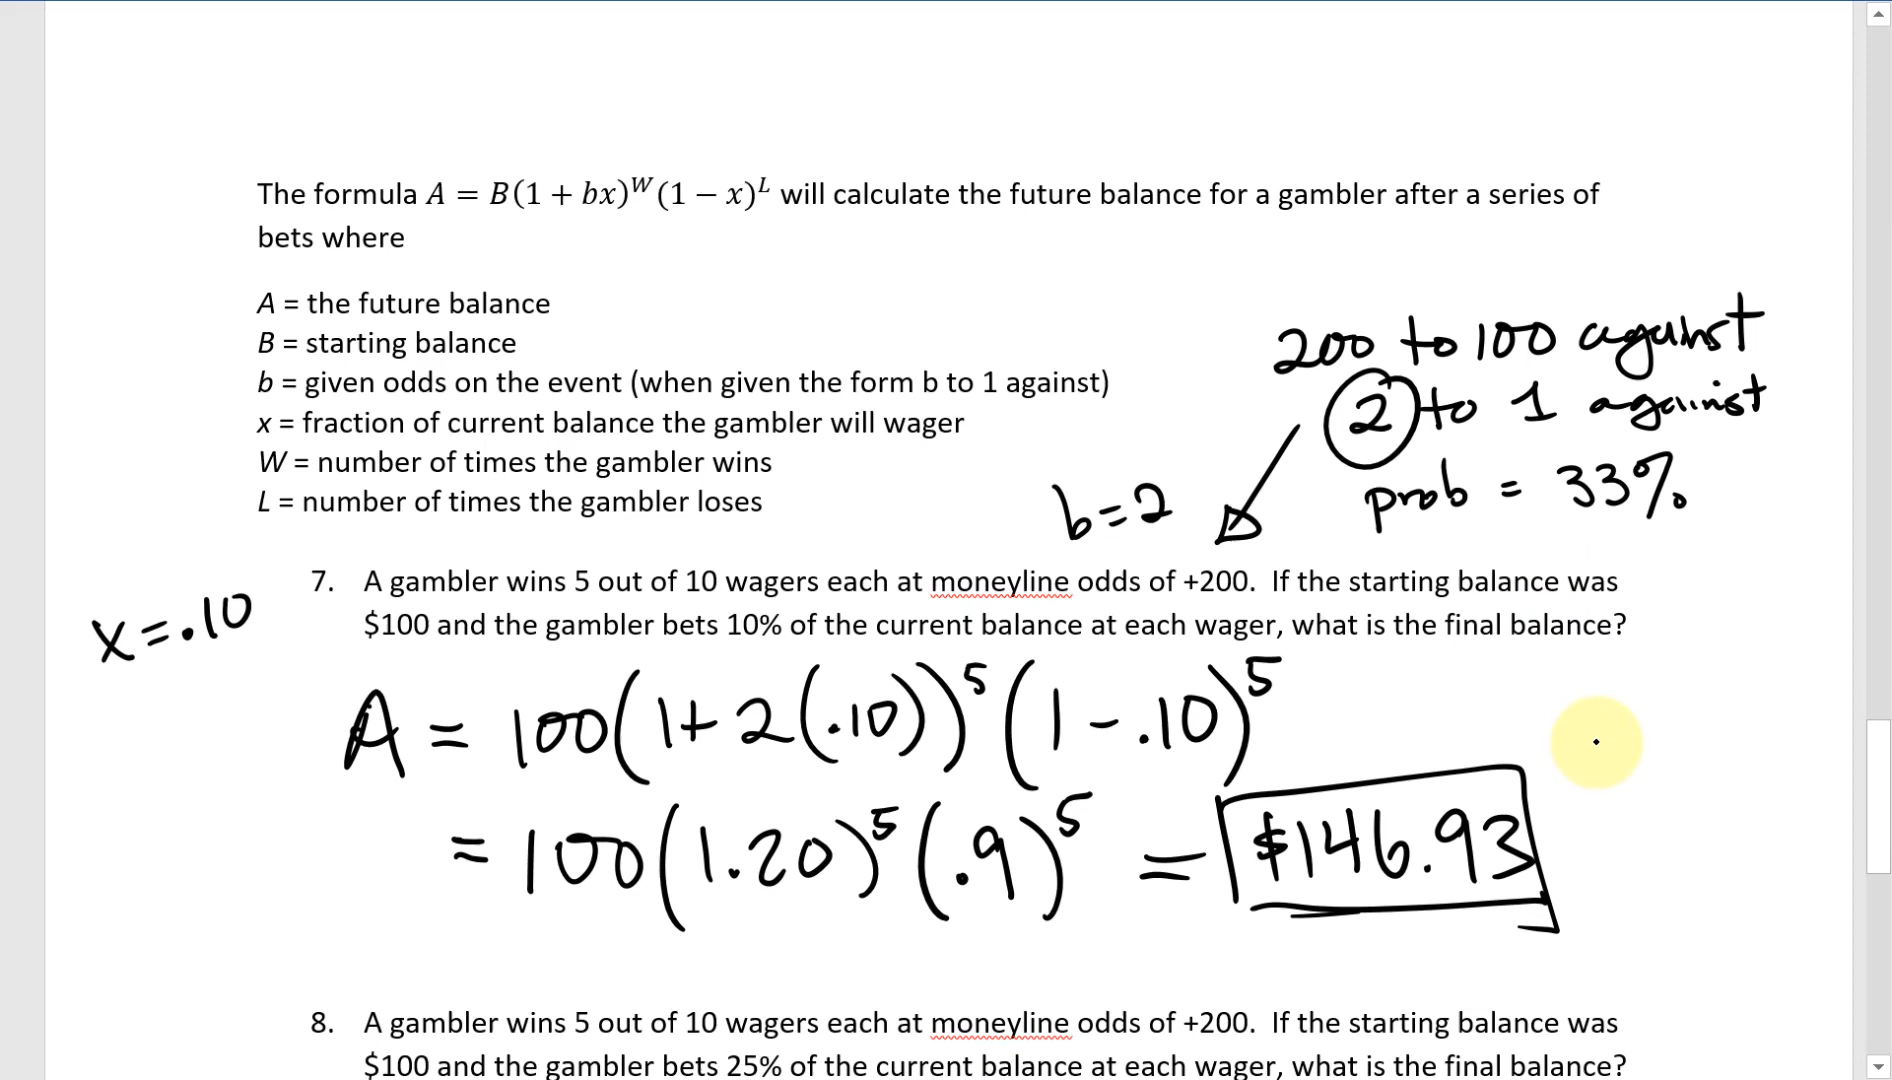 The formula A = B(1 + bx)^W (1 − x)^L will calculate the future balance for a gambler after a series of
bets where
A = the future balance
B = starting balance
b = given odds on the event (when given the form b to 1 against)
x = fraction of current balance the gambler will wager
W = number of times the gambler wins
L = number of times the gambler loses
200 to 100 against
2 to 1 against
prob = 33%
b=2
x=.10
7. A gambler wins 5 out of 10 wagers each at moneyline odds of +200. If the starting balance was
$100 and the gambler bets 10% of the current balance at each wager, what is the final balance?
A = 100(1+2(.10))^5 (1-.10)^5
= 100(1.20)^5 (.9)^5 = $146.93
8. A gambler wins 5 out of 10 wagers each at moneyline odds of +200. If the starting balance was
$100 and the gambler bets 25% of the current balance at each wager, what is the final balance?